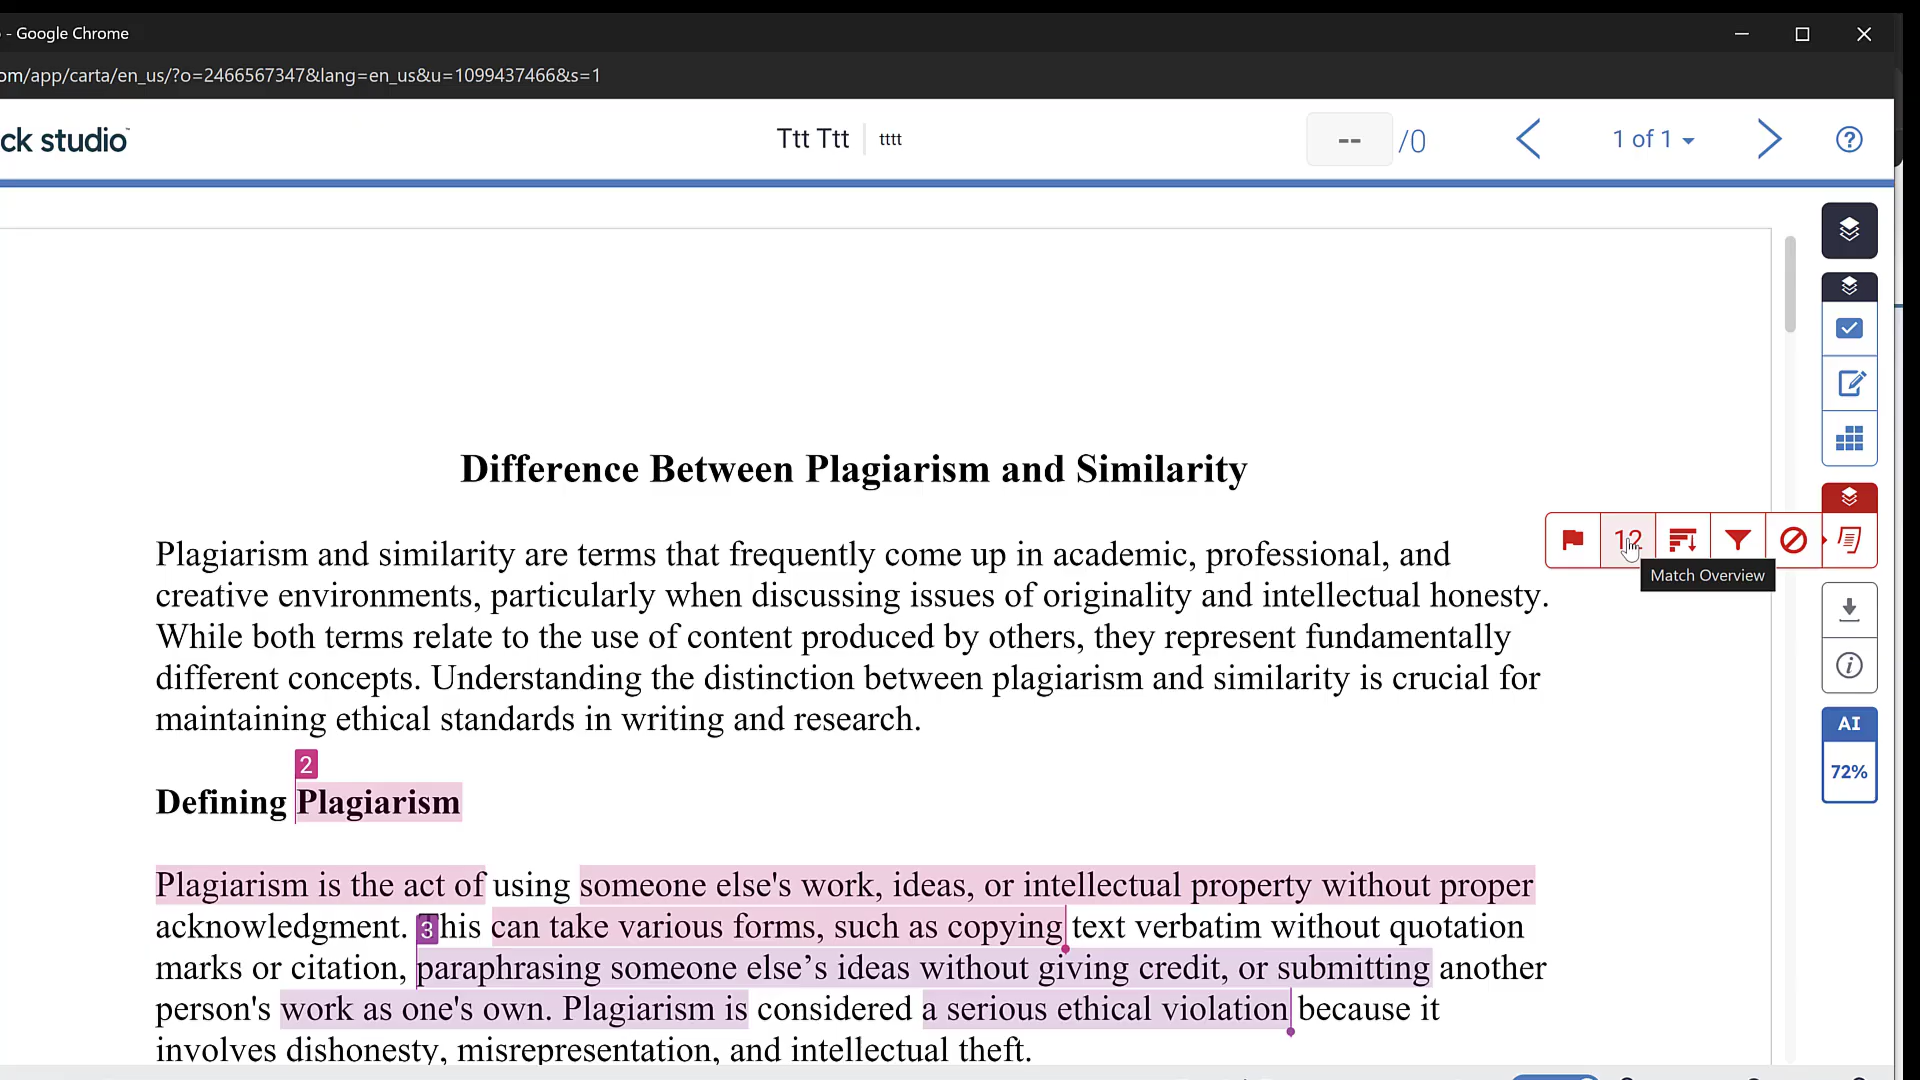 - Google Chrome
om/app/carta/en_us/?o=2466567347&lang=en_us&u=1099437466&s=1
ck studio
Ttt Ttt
tttt
-- /0
1 of 1
12
Match Overview
AI
72%
Difference Between Plagiarism and Similarity
Plagiarism and similarity are terms that frequently come up in academic, professional, and
creative environments, particularly when discussing issues of originality and intellectual honesty.
While both terms relate to the use of content produced by others, they represent fundamentally
different concepts. Understanding the distinction between plagiarism and similarity is crucial for
maintaining ethical standards in writing and research.
2
Defining Plagiarism
Plagiarism is the act of using someone else's work, ideas, or intellectual property without proper
acknowledgment. 3 This can take various forms, such as copying text verbatim without quotation
marks or citation, paraphrasing someone else’s ideas without giving credit, or submitting another
person's work as one's own. Plagiarism is considered a serious ethical violation because it
involves dishonesty, misrepresentation, and intellectual theft.